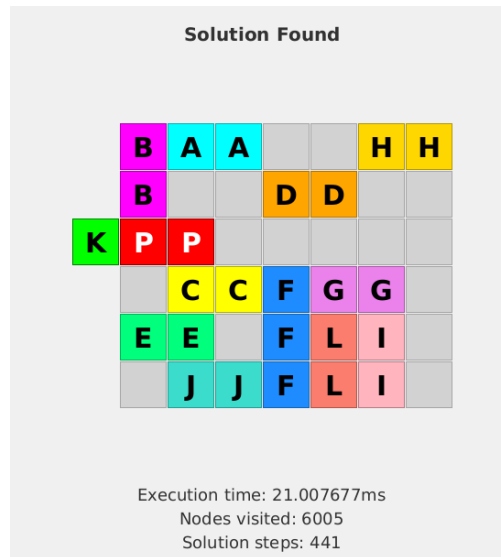 Solution Found
B A A H H
B D D
K P P
C C F G G
E E F L I
J J F L I
Execution time: 21.007677ms
Nodes visited: 6005
Solution steps: 441